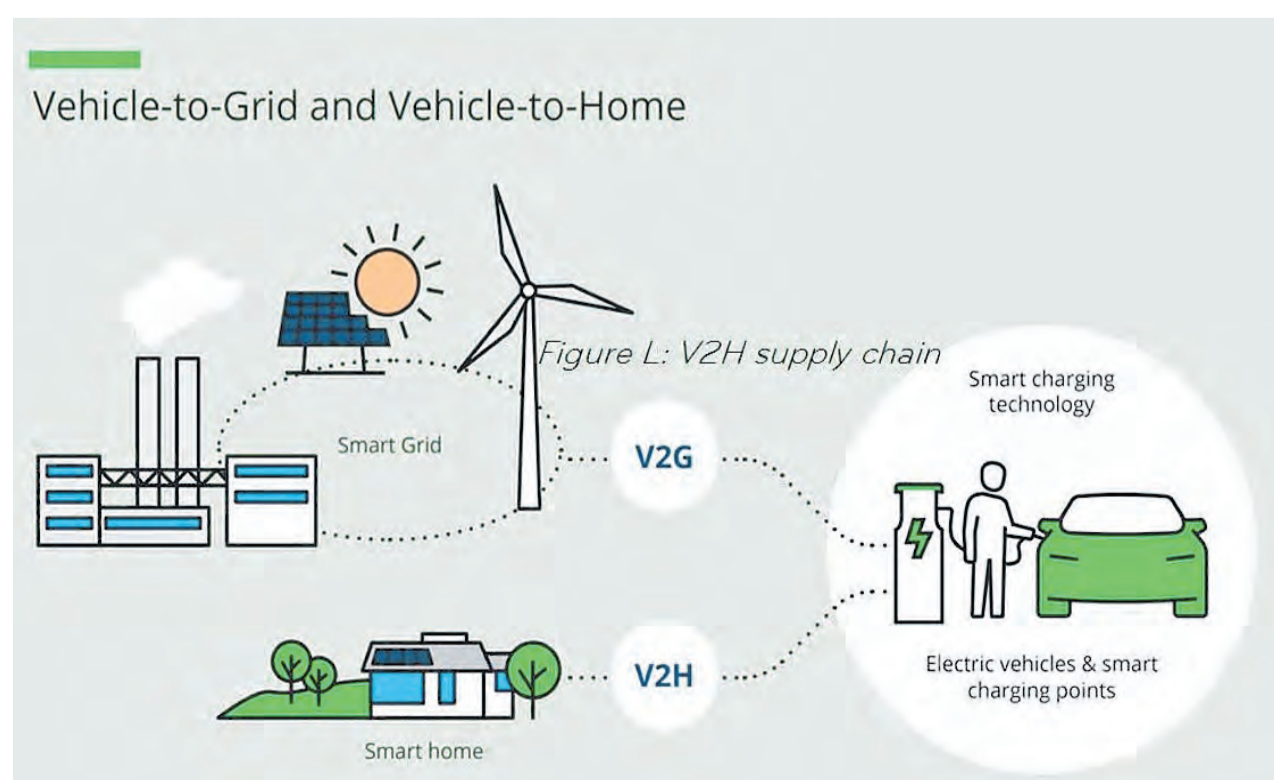 Vehicle-to-Grid and Vehicle-to-Home
Figure L: V2H supply chain
Smart charging
technology
Smart Grid
V2G
V2H
Electric vehicles & smart
charging points
Smart home